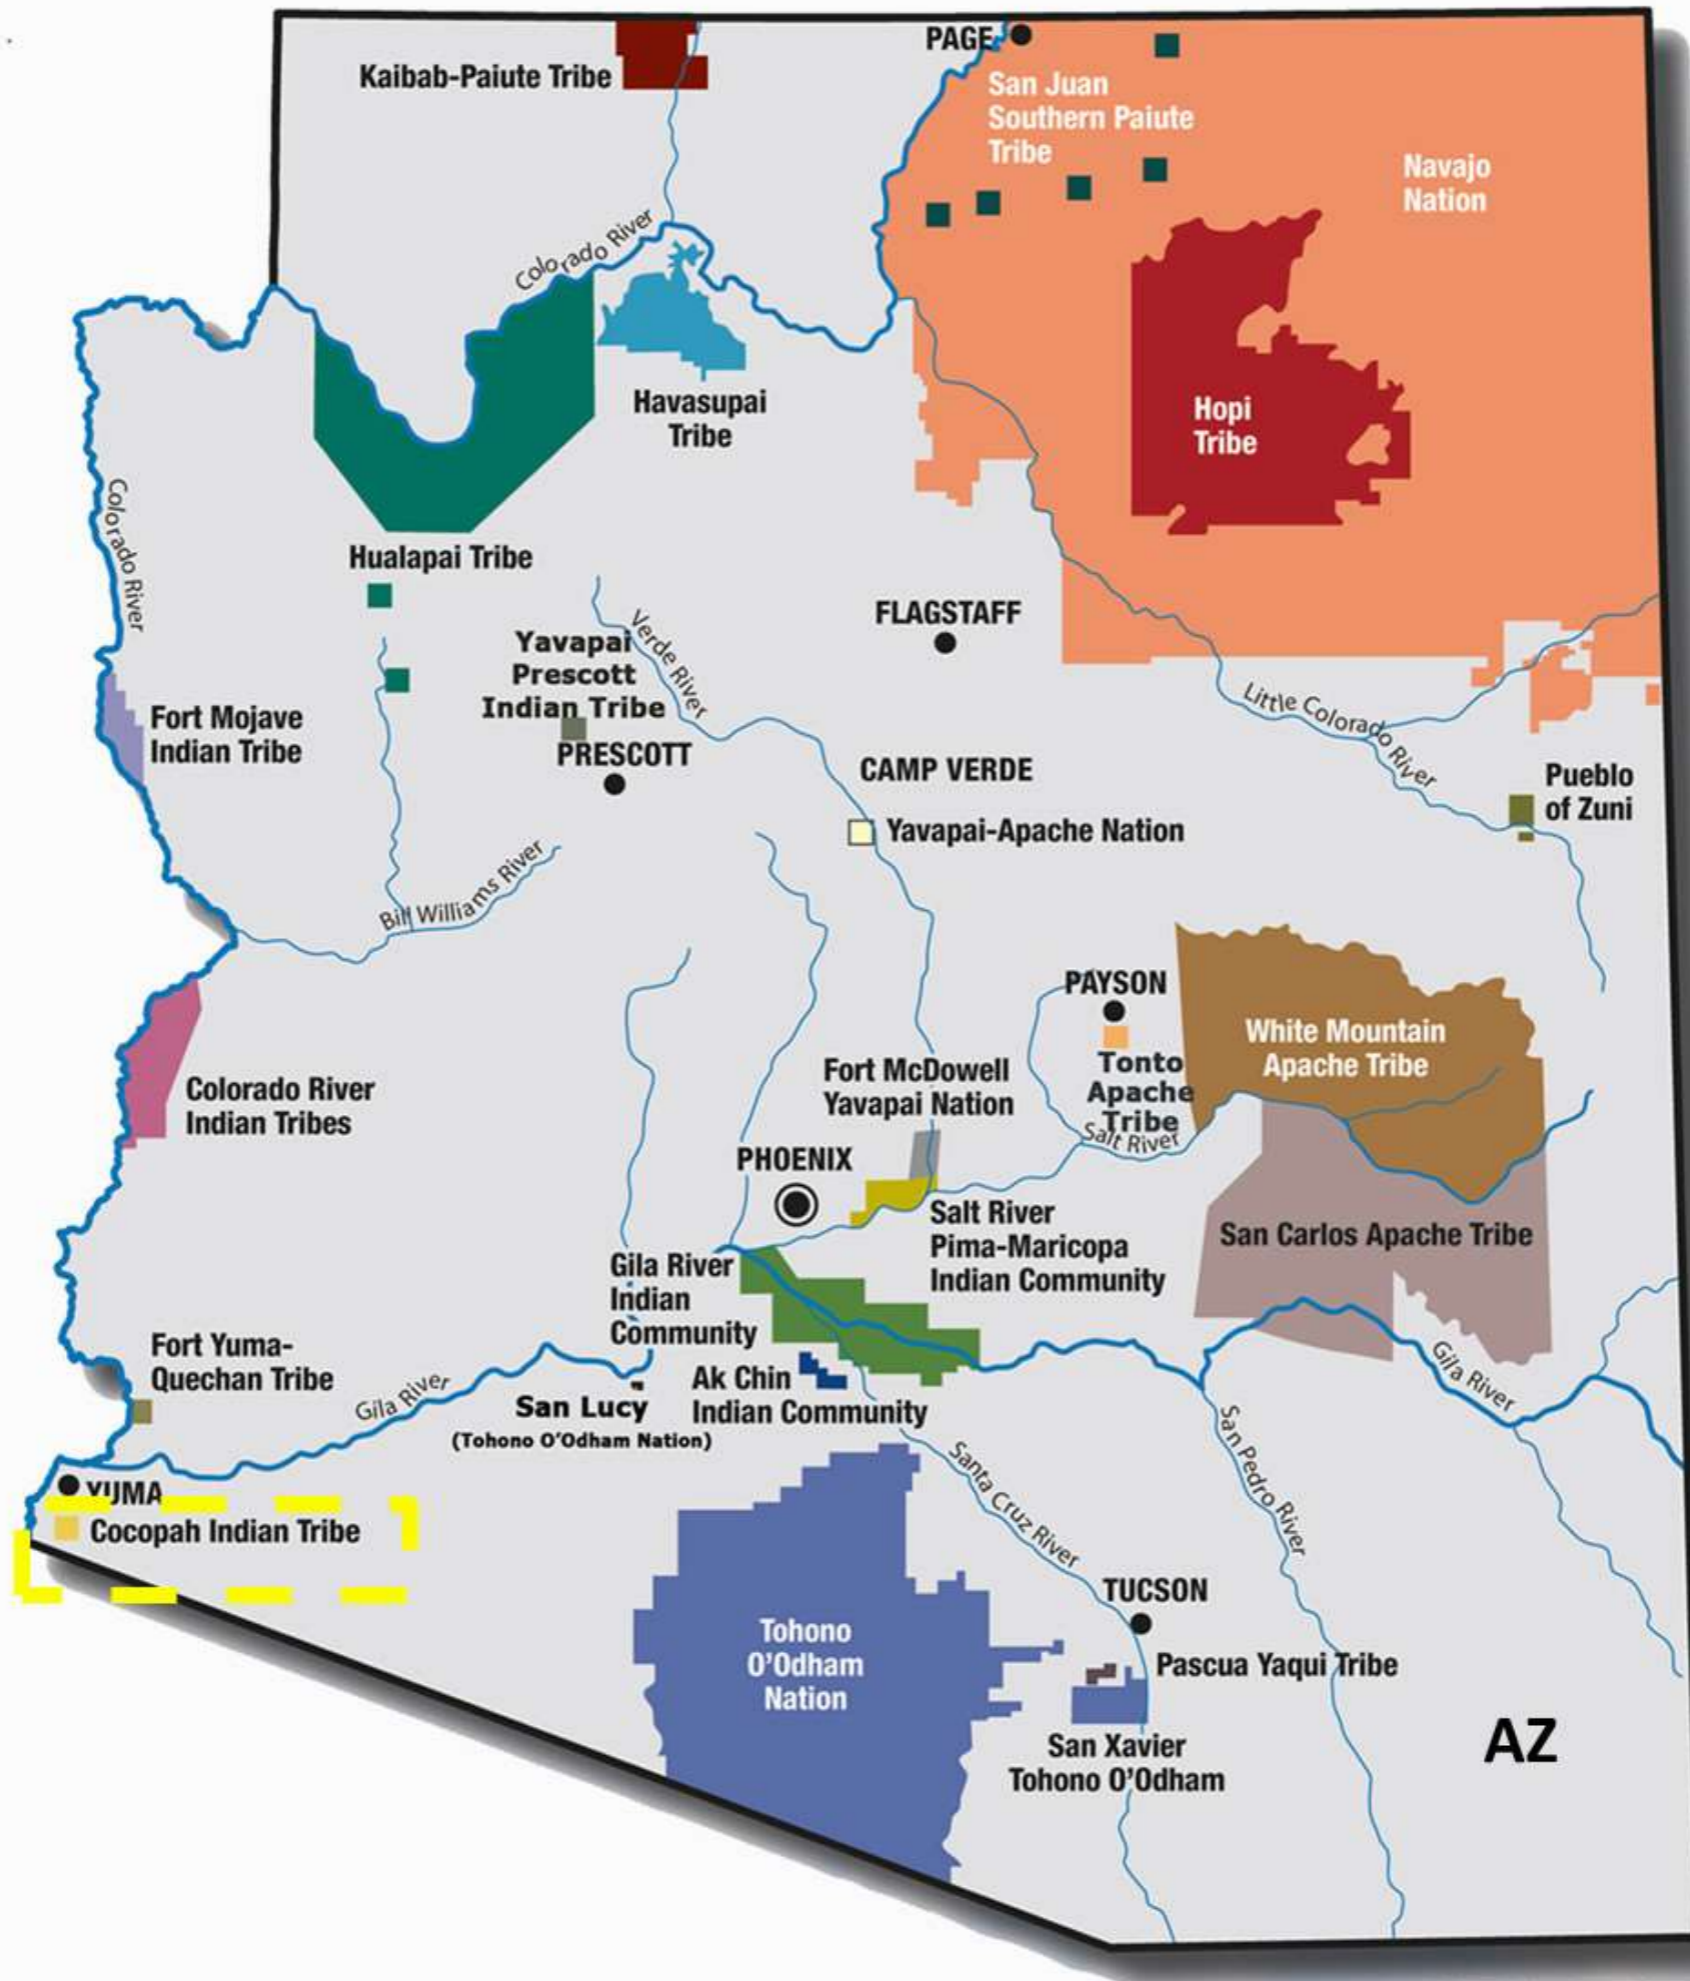 PAGE
Kaibab-Paiute Tribe
San Juan
Southern Paiute
Tribe
Navajo
Nation
Colorado River
Havasupai
Tribe
Hopi
Tribe
Colorado River
Hualapai Tribe
FLAGSTAFF
Verde River
Yavapai
Prescott
Indian Tribe
PRESCOTT
Fort Mojave
Indian Tribe
Little Colorado River
CAMP VERDE
Yavapai-Apache Nation
Pueblo
of Zuni
Bill Williams River
PAYSON
Tonto
Apache
Tribe
White Mountain
Apache Tribe
Colorado River
Indian Tribes
Fort McDowell
Yavapai Nation
Salt River
PHOENIX
Salt River
Pima-Maricopa
Indian Community
San Carlos Apache Tribe
Gila River
Indian
Community
Fort Yuma-
Quechan Tribe
Gila River
Ak Chin
Indian Community
San Lucy
(Tohono O'Odham Nation)
Gila River
San Pedro River
Santa Cruz River
YUMA
Cocopah Indian Tribe
TUCSON
Tohono
O'Odham
Nation
Pascua Yaqui Tribe
San Xavier
Tohono O'Odham
AZ